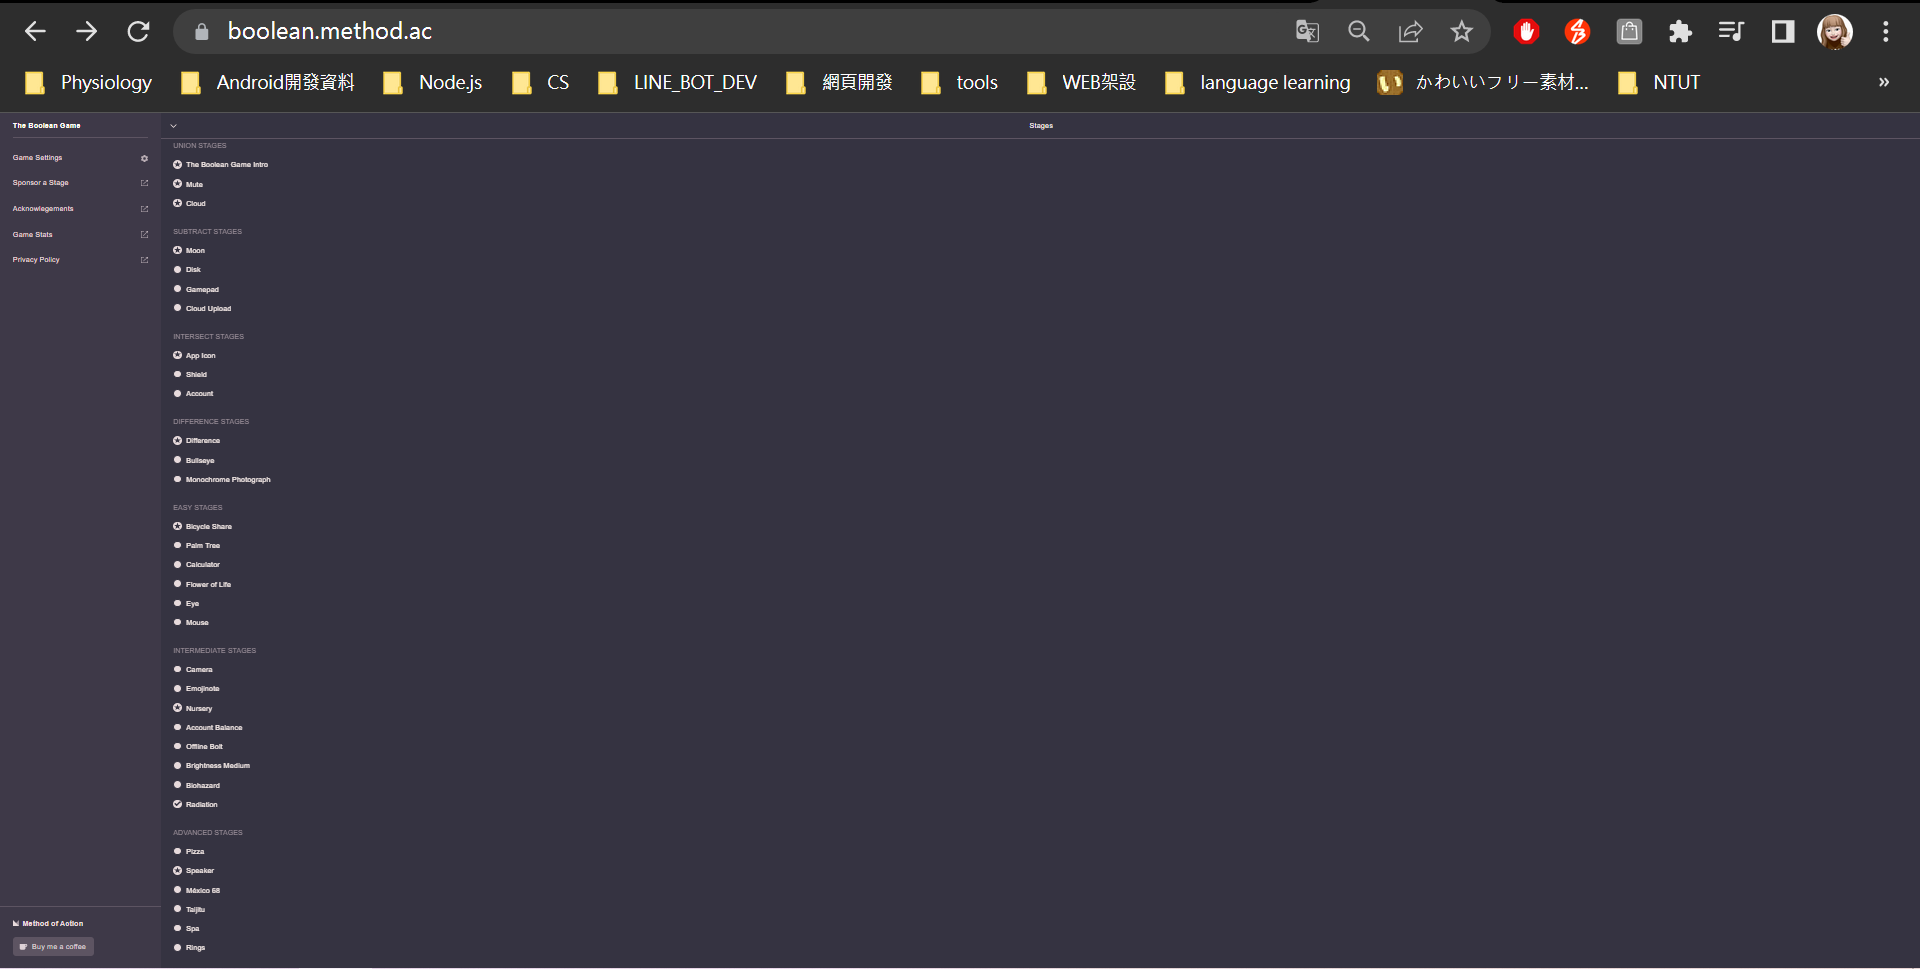 boolean.method.ac
Physiology Android開發資料 Node.js CS LINE_BOT_DEV 網頁開發 tools WEB架設 language learning かわいいフリー素材... NTUT »
The Boolean Game
Game Settings
Sponsor a Stage
Acknowlegements
Game Stats
Privacy Policy
Stages
UNION STAGES
The Boolean Game Intro
Mute
Cloud
SUBTRACT STAGES
Moon
Disk
Gamepad
Cloud Upload
INTERSECT STAGES
App Icon
Shield
Account
DIFFERENCE STAGES
Difference
Bullseye
Monochrome Photograph
EASY STAGES
Bicycle Share
Palm Tree
Calculator
Flower of Life
Eye
Mouse
INTERMEDIATE STAGES
Camera
Emojinote
Nursery
Account Balance
Offline Bolt
Brightness Medium
Biohazard
Radiation
ADVANCED STAGES
Pizza
Speaker
México 68
Taijitu
Spa
Rings
Method of Action
Buy me a coffee